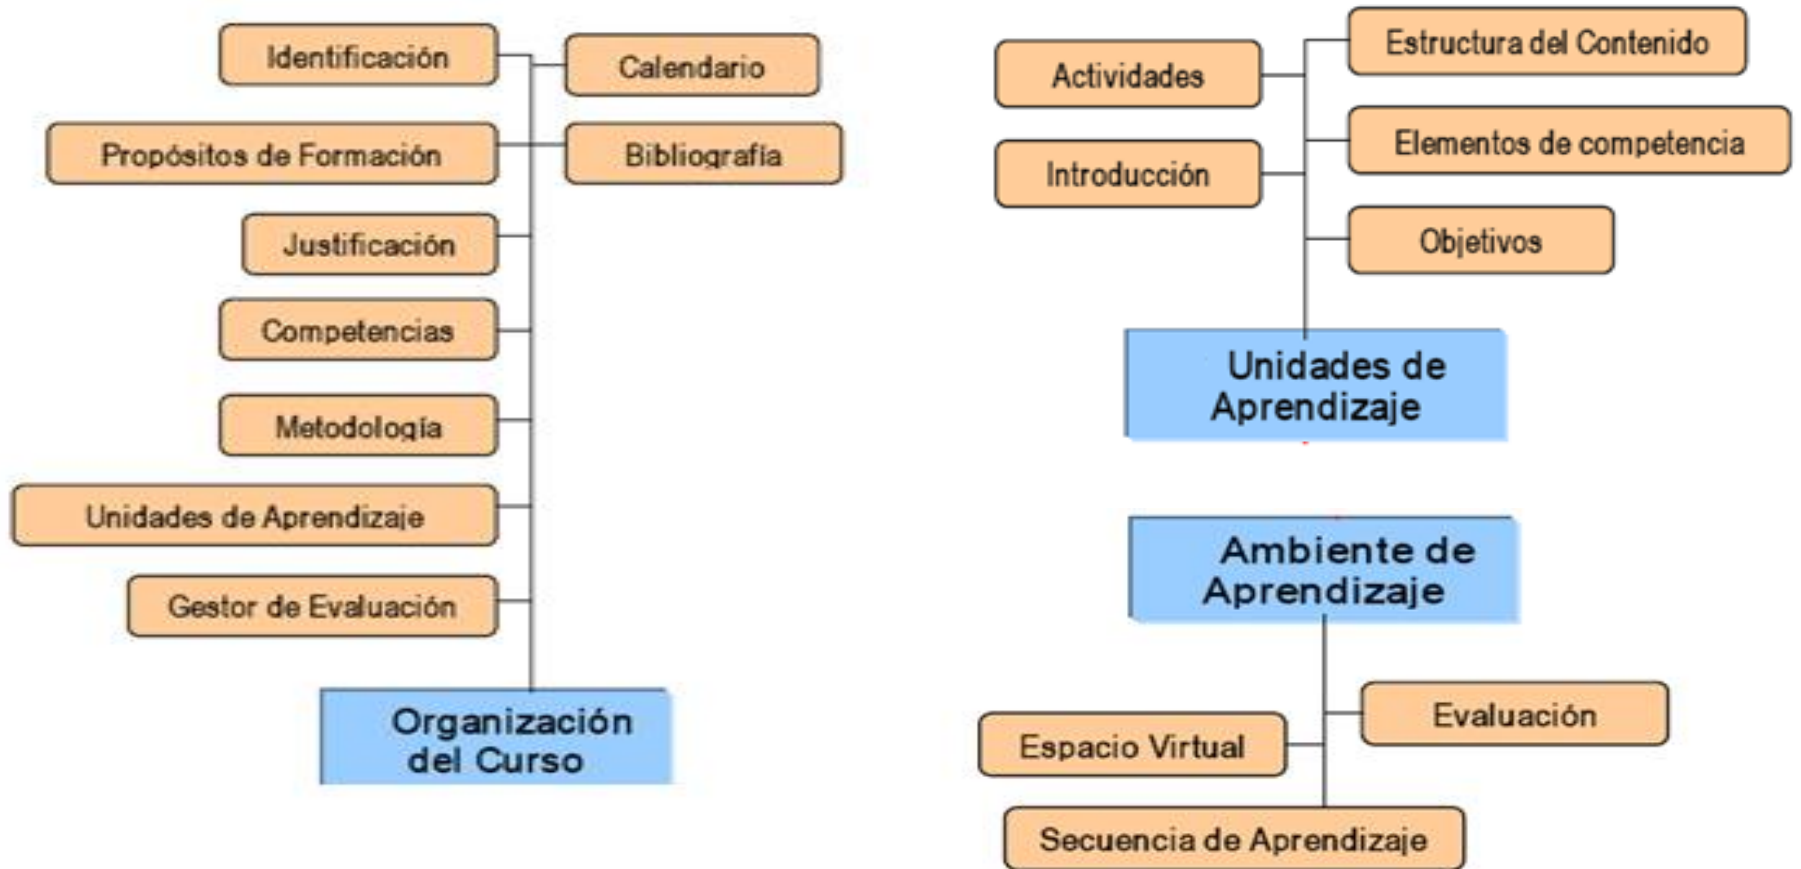 Identificación
Calendario
Propósitos de Formación
Bibliografía
Justificación
Competencias
Metodología
Unidades de Aprendizaje
Gestor de Evaluación
Organización
del Curso
Estructura del Contenido
Actividades
Elementos de competencia
Introducción
Objetivos
Unidades de
Aprendizaje
Ambiente de
Aprendizaje
Evaluación
Espacio Virtual
Secuencia de Aprendizaje